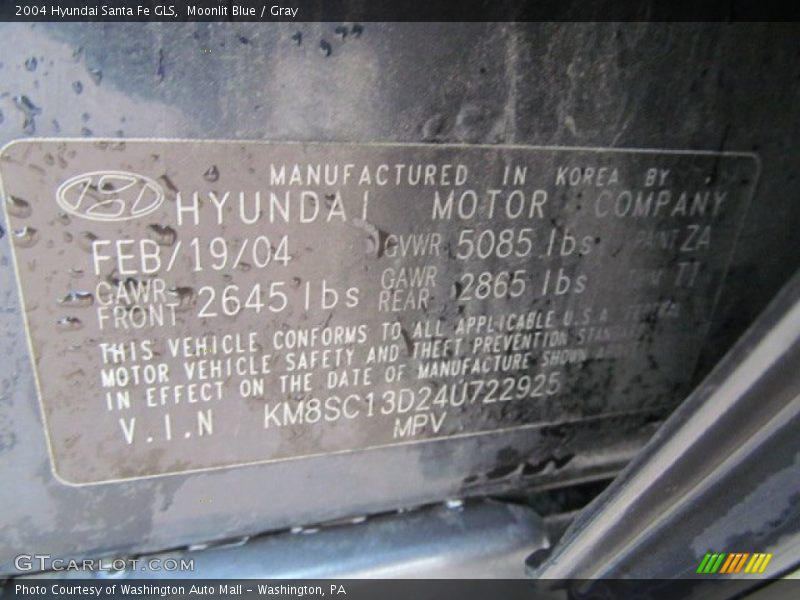 2004 Hyundai Santa Fe GLS,  Moonlit Blue / Gray
MANUFACTURED IN KOREA BY
HYUNDAI MOTOR COMPANY
FEB/19/04 GVWR 5085 lbs PAINT ZA
GAWR FRONT 2645 lbs GAWR REAR 2865 lbs TRIM TI
THIS VEHICLE CONFORMS TO ALL APPLICABLE U.S.A.
MOTOR VEHICLE SAFETY AND THEFT PREVENTION
IN EFFECT ON THE DATE OF MANUFACTURE SHOWN
V.I.N KM8SC13D24U722925
MPV
GTCARLOT.COM
Photo Courtesy of Washington Auto Mall - Washington, PA